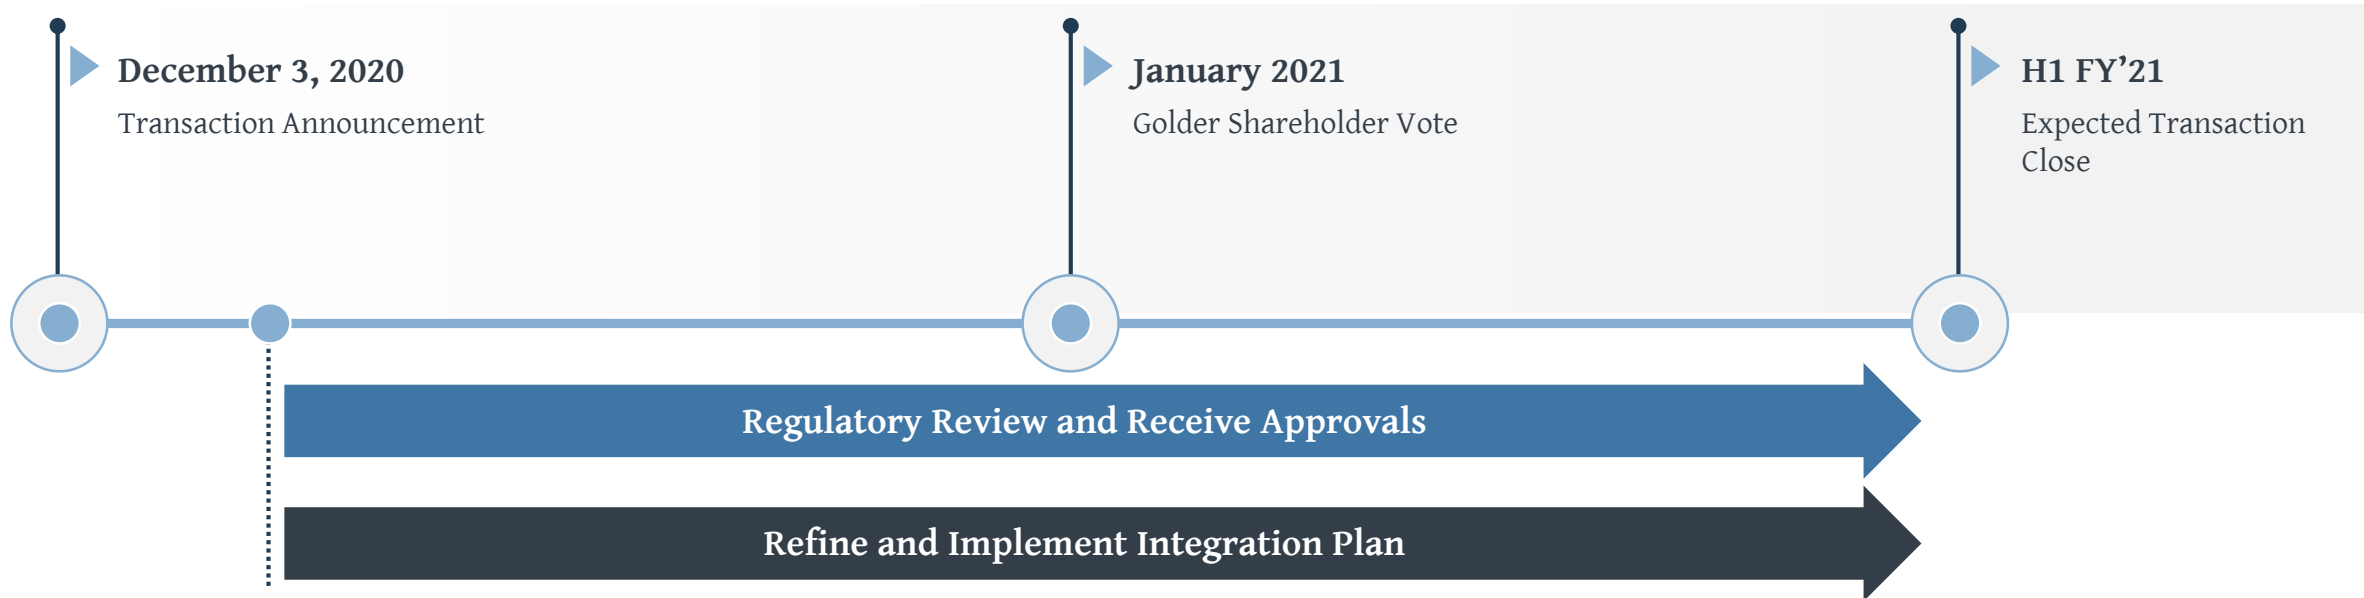 December 3, 2020
Transaction Announcement
January 2021
Golder Shareholder Vote
H1 FY’21
Expected Transaction
Close
Regulatory Review and Receive Approvals
Refine and Implement Integration Plan